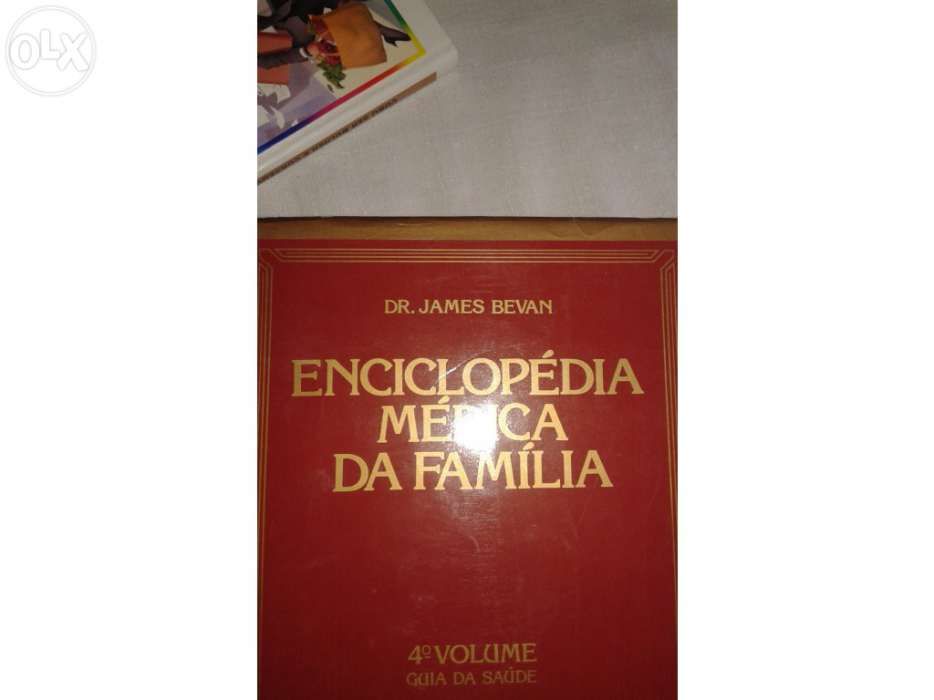 OLX
DR. JAMES BEVAN
ENCICLOPÉDIA
MÉDICA
DA FAMÍLIA
4º VOLUME
GUIA DA SAÚDE